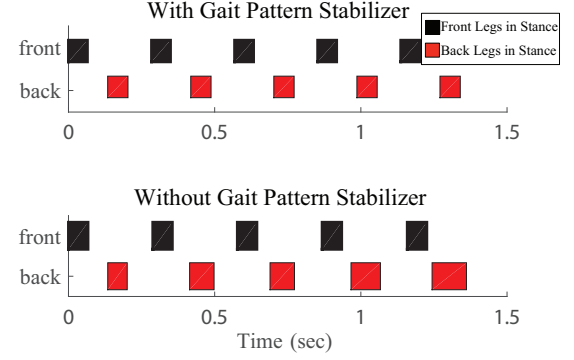 With Gait Pattern Stabilizer
front
Front Legs in Stance
Back Legs in Stance
back
0 0.5 1 1.5
Without Gait Pattern Stabilizer
front
back
0 0.5 1 1.5
Time (sec)